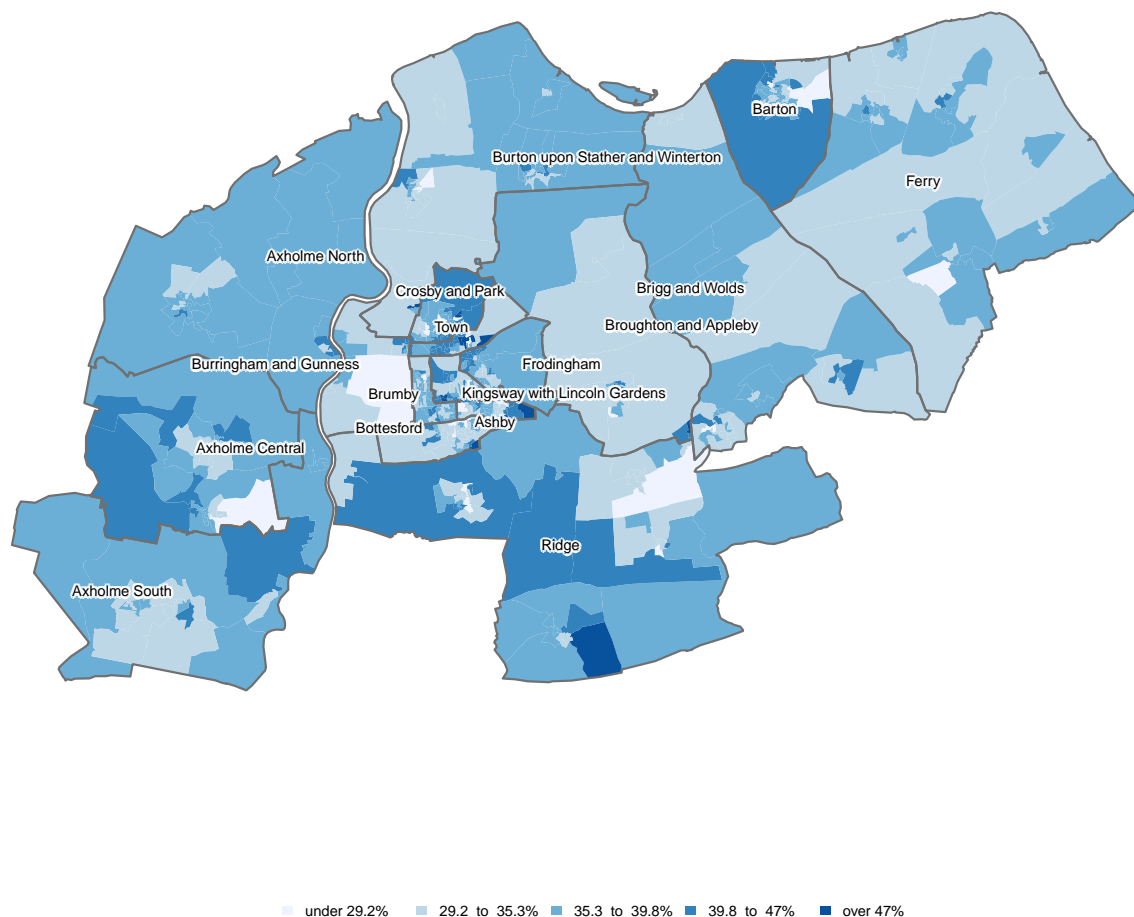 Barton
Burton upon Stather and Winterton
Ferry
Axholme North
Crosby and Park
Brigg and Wolds
Town
Broughton and Appleby
Burringham and Gunness
Frodingham
Brumby
Kingsway with Lincoln Gardens
Ashby
Bottesford
Axholme Central
Ridge
Axholme South
under 29.2%
29.2 to 35.3%
35.3 to 39.8%
39.8 to 47%
over 47%